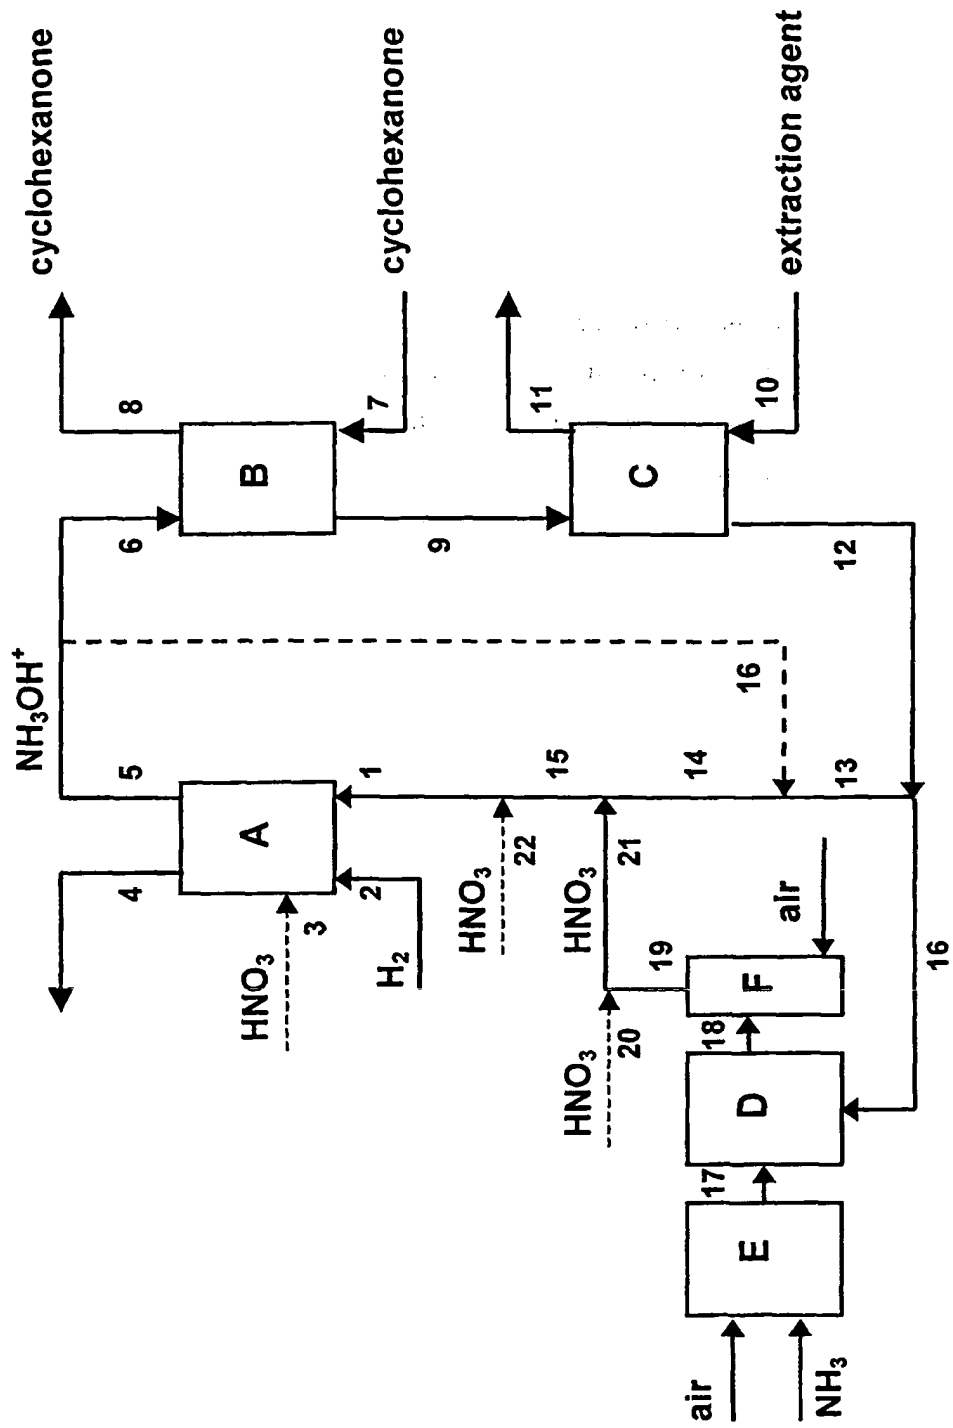 cyclohexanone
cyclohexanone
extraction agent
8
7
11
10
B
C
6
9
12
NH₃OH⁺
16
5
1
15
14
13
A
4
3
2
HNO₃
H₂
HNO₃
22
HNO₃
21
19
air
16
F
18
HNO₃
20
D
17
E
air
NH₃